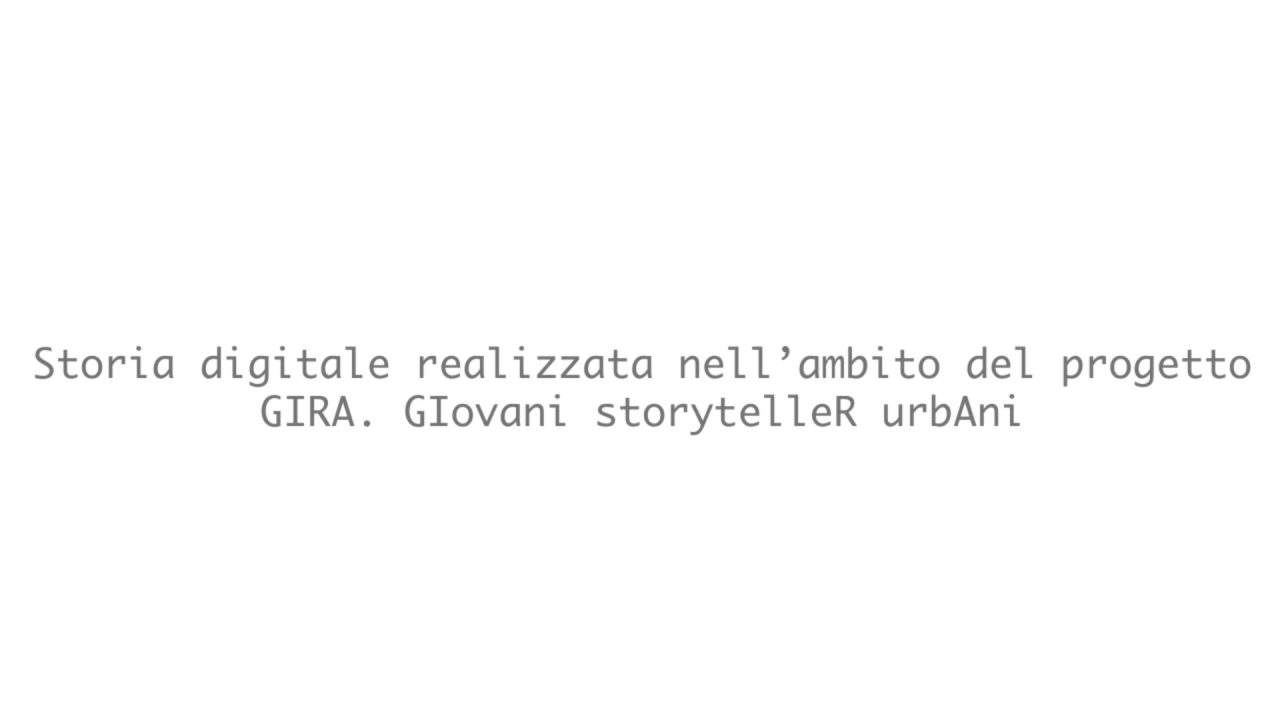 Storia digitale realizzata nell’ambito del progetto
GIRA. GIovani storytelleR urbAni